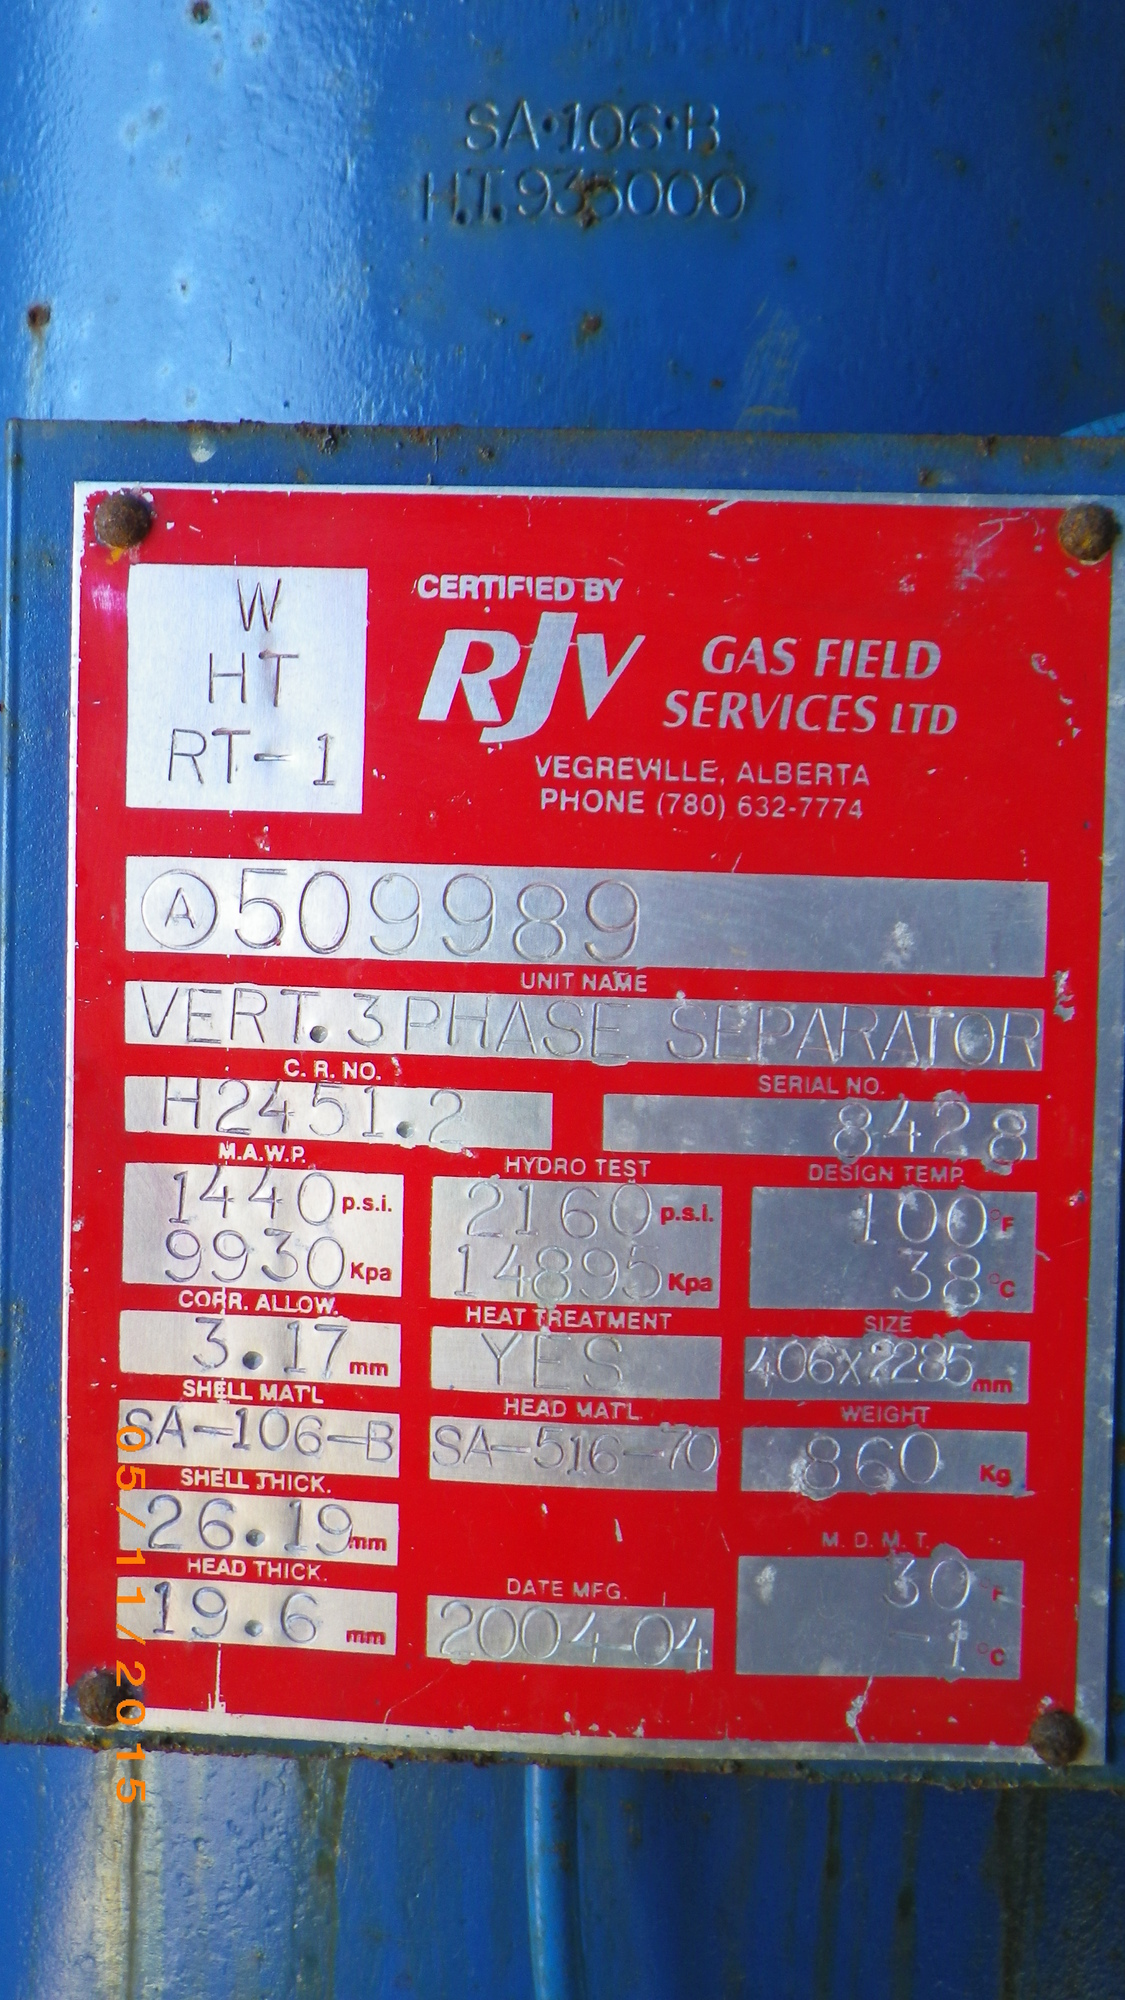 SA·106·B
H.T.935000
W
HT
RT-1
CERTIFIED BY
RJV GAS FIELD
SERVICES LTD
VEGREVILLE, ALBERTA
PHONE (780) 632-7774
Ⓐ509989
UNIT NAME
VERT. 3 PHASE SEPARATOR
C. R. NO. SERIAL NO.
H2451.2 8428
M.A.W.P. HYDRO TEST DESIGN TEMP.
1440 p.s.i. 2160 p.s.i. 100 °F
9930 Kpa 14895 Kpa 38 °C
CORR. ALLOW. HEAT TREATMENT SIZE
3.17 mm YES 406x2285 mm
SHELL MAT'L HEAD MAT'L WEIGHT
SA-106-B SA-516-70 860 Kg
SHELL THICK.
26.19 mm M. D. M. T.
HEAD THICK. DATE MFG. 30 °F
19.6 mm 2004-04 -1 °C
05/11/2015